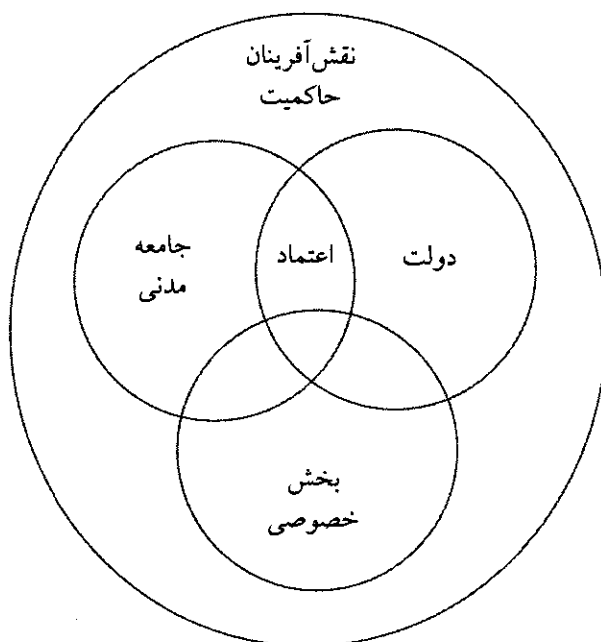 نقش‌آفرینان
حاکمیت
دولت
اعتماد
جامعه
مدنی
بخش
خصوصی